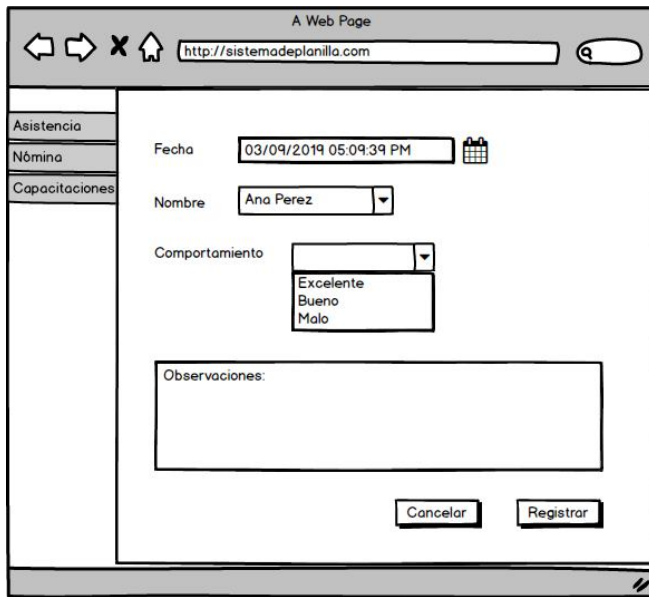 A Web Page
http://sistemadeplanilla.com
Asistencia
Nómina
Capacitaciones
Fecha 03/09/2019 05:09:39 PM
Nombre Ana Perez
Comportamiento
Excelente
Bueno
Malo
Observaciones:
Cancelar Registrar